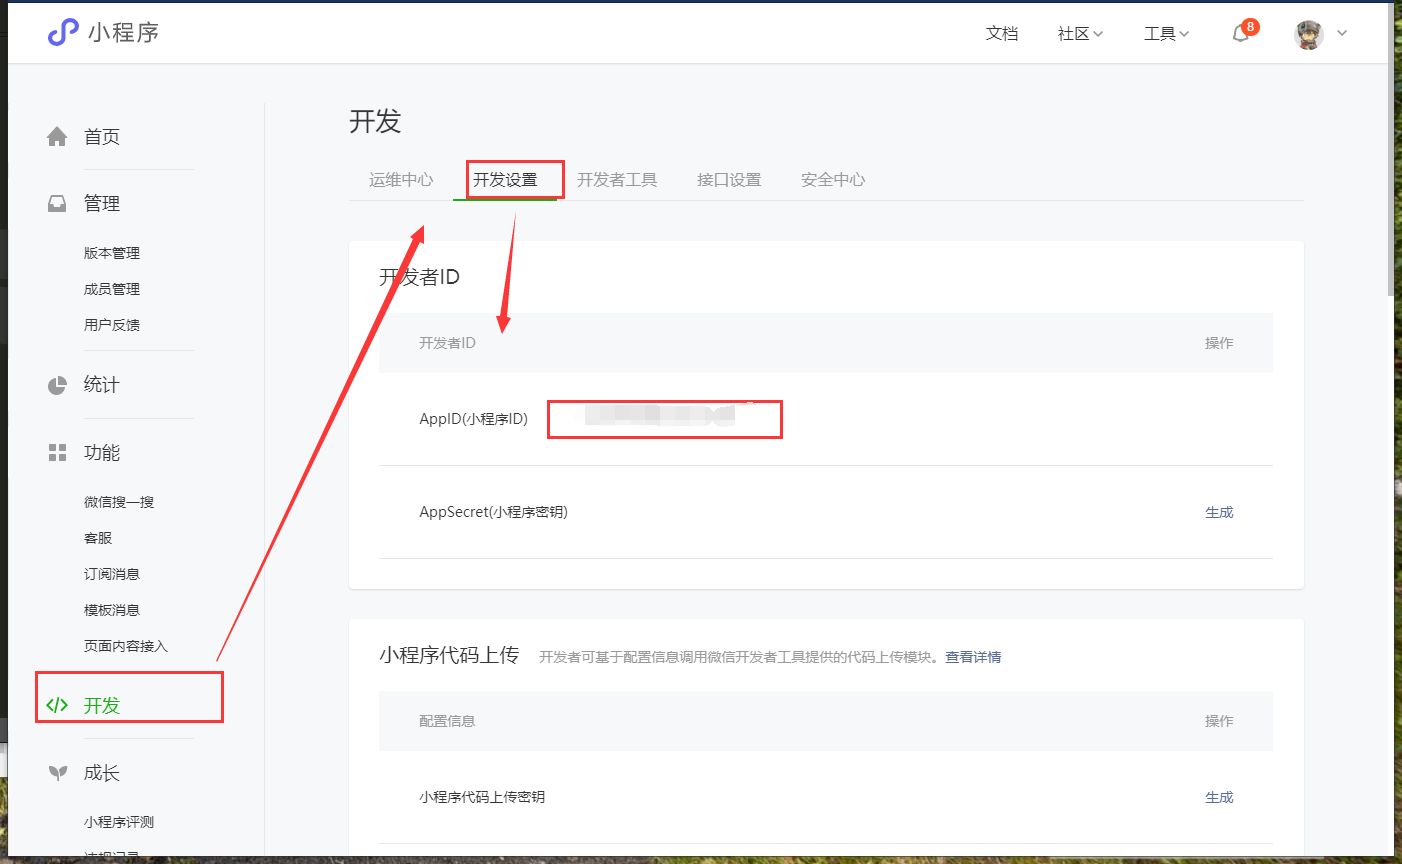 小程序
文档
社区
工具
8
首页
管理
版本管理
成员管理
用户反馈
统计
功能
微信搜一搜
客服
订阅消息
模板消息
页面内容接入
</> 开发
成长
小程序评测
违规记录
开发
运维中心
开发设置
开发者工具
接口设置
安全中心
开发者ID
开发者ID 操作
AppID(小程序ID)
AppSecret(小程序密钥) 生成
小程序代码上传 开发者可基于配置信息调用微信开发者工具提供的代码上传模块。查看详情
配置信息 操作
小程序代码上传密钥 生成